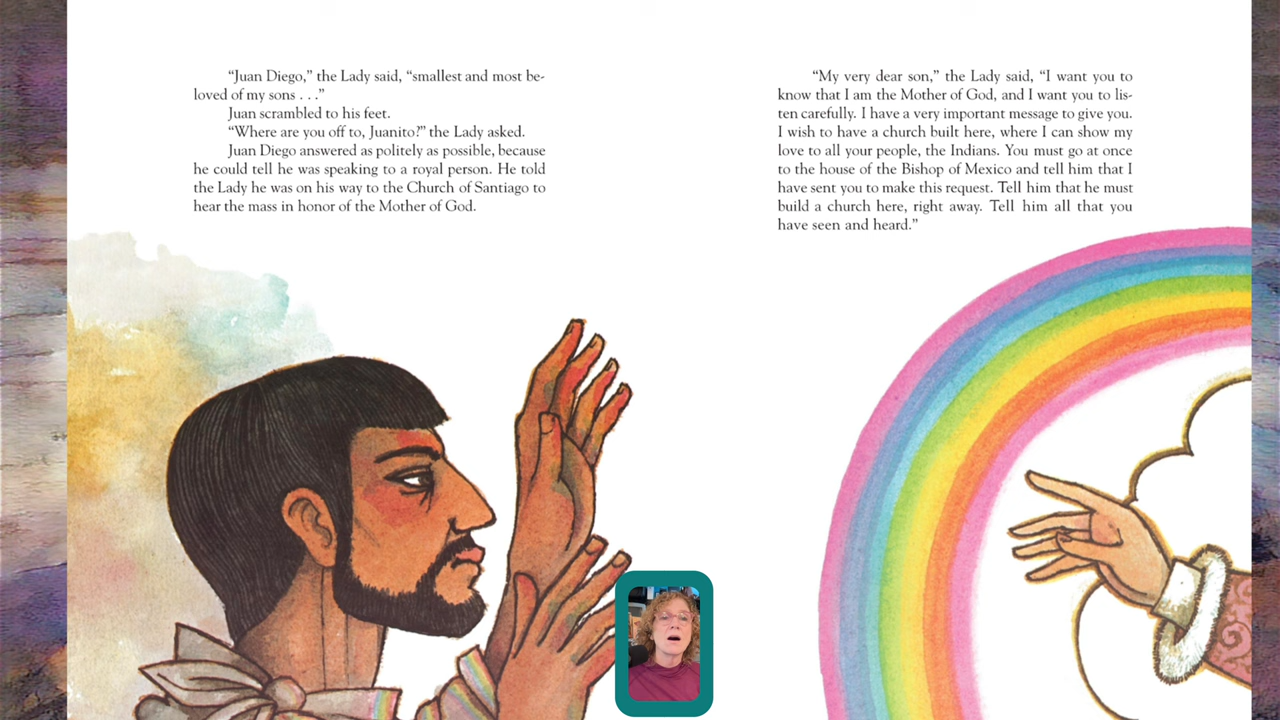 “Juan Diego,” the Lady said, “smallest and most be-
loved of my sons . . .”
Juan scrambled to his feet.
“Where are you off to, Juanito?” the Lady asked.
Juan Diego answered as politely as possible, because
he could tell he was speaking to a royal person. He told
the Lady he was on his way to the Church of Santiago to
hear the mass in honor of the Mother of God.
“My very dear son,” the Lady said, “I want you to
know that I am the Mother of God, and I want you to lis-
ten carefully. I have a very important message to give you.
I wish to have a church built here, where I can show my
love to all your people, the Indians. You must go at once
to the house of the Bishop of Mexico and tell him that I
have sent you to make this request. Tell him that he must
build a church here, right away. Tell him all that you
have seen and heard.”